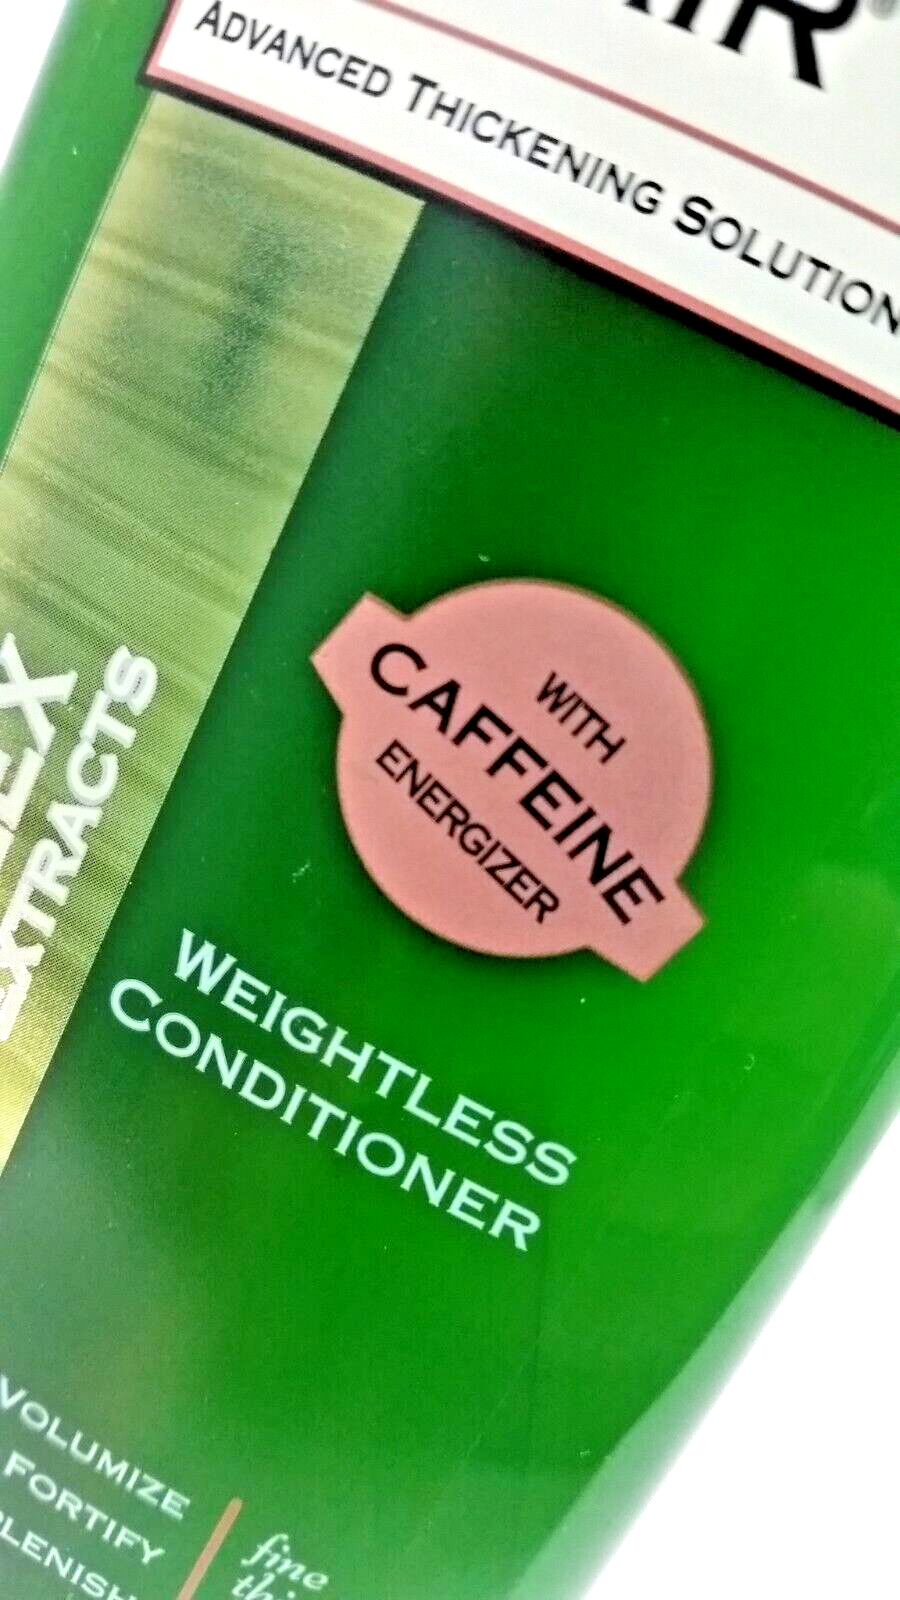 ADVANCED THICKENING SOLUTION
WITH
CAFFEINE
ENERGIZER
EXTRACTS
WEIGHTLESS
CONDITIONER
VOLUMIZE
FORTIFY
fine